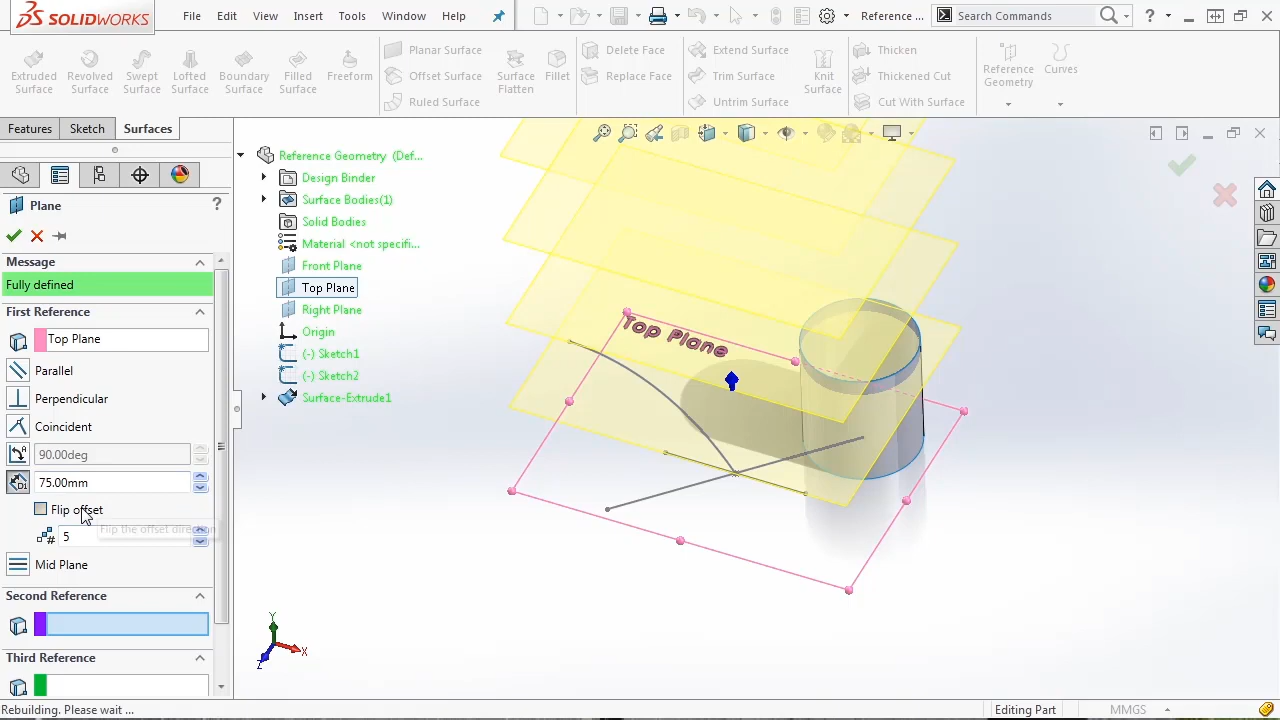 SOLIDWORKS
File Edit View Insert Tools Window Help
Reference ...
Search Commands
Extruded Surface
Revolved Surface
Swept Surface
Lofted Surface
Boundary Surface
Filled Surface
Freeform
Planar Surface
Offset Surface
Ruled Surface
Surface Flatten
Fillet
Delete Face
Replace Face
Extend Surface
Trim Surface
Untrim Surface
Knit Surface
Thicken
Thickened Cut
Cut With Surface
Reference Geometry
Curves
Features Sketch Surfaces
Plane
?
Message
Fully defined
First Reference
Top Plane
Parallel
Perpendicular
Coincident
90.00deg
75.00mm
Flip offset
Flip the offset direction
5
Mid Plane
Second Reference
Third Reference
Reference Geometry (Def...
Design Binder
Surface Bodies(1)
Solid Bodies
Material <not specifi...
Front Plane
Top Plane
Right Plane
Origin
(-) Sketch1
(-) Sketch2
Surface-Extrude1
Top Plane
Y
X
Z
Rebuilding. Please wait ...
Editing Part
MMGS